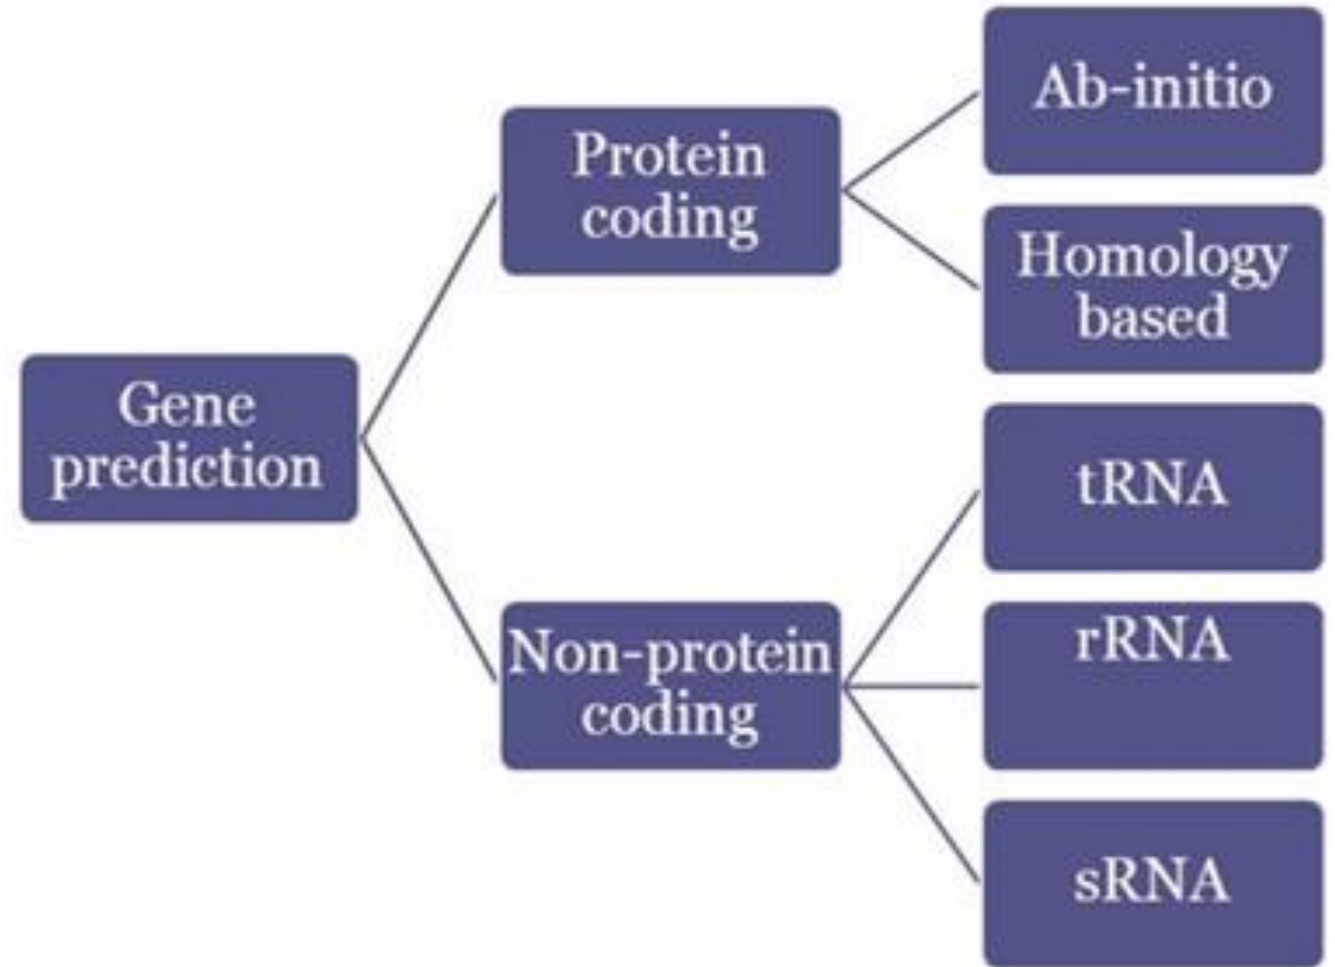 Gene
prediction
Protein
coding
Ab-initio
Homology
based
Non-protein
coding
tRNA
rRNA
sRNA